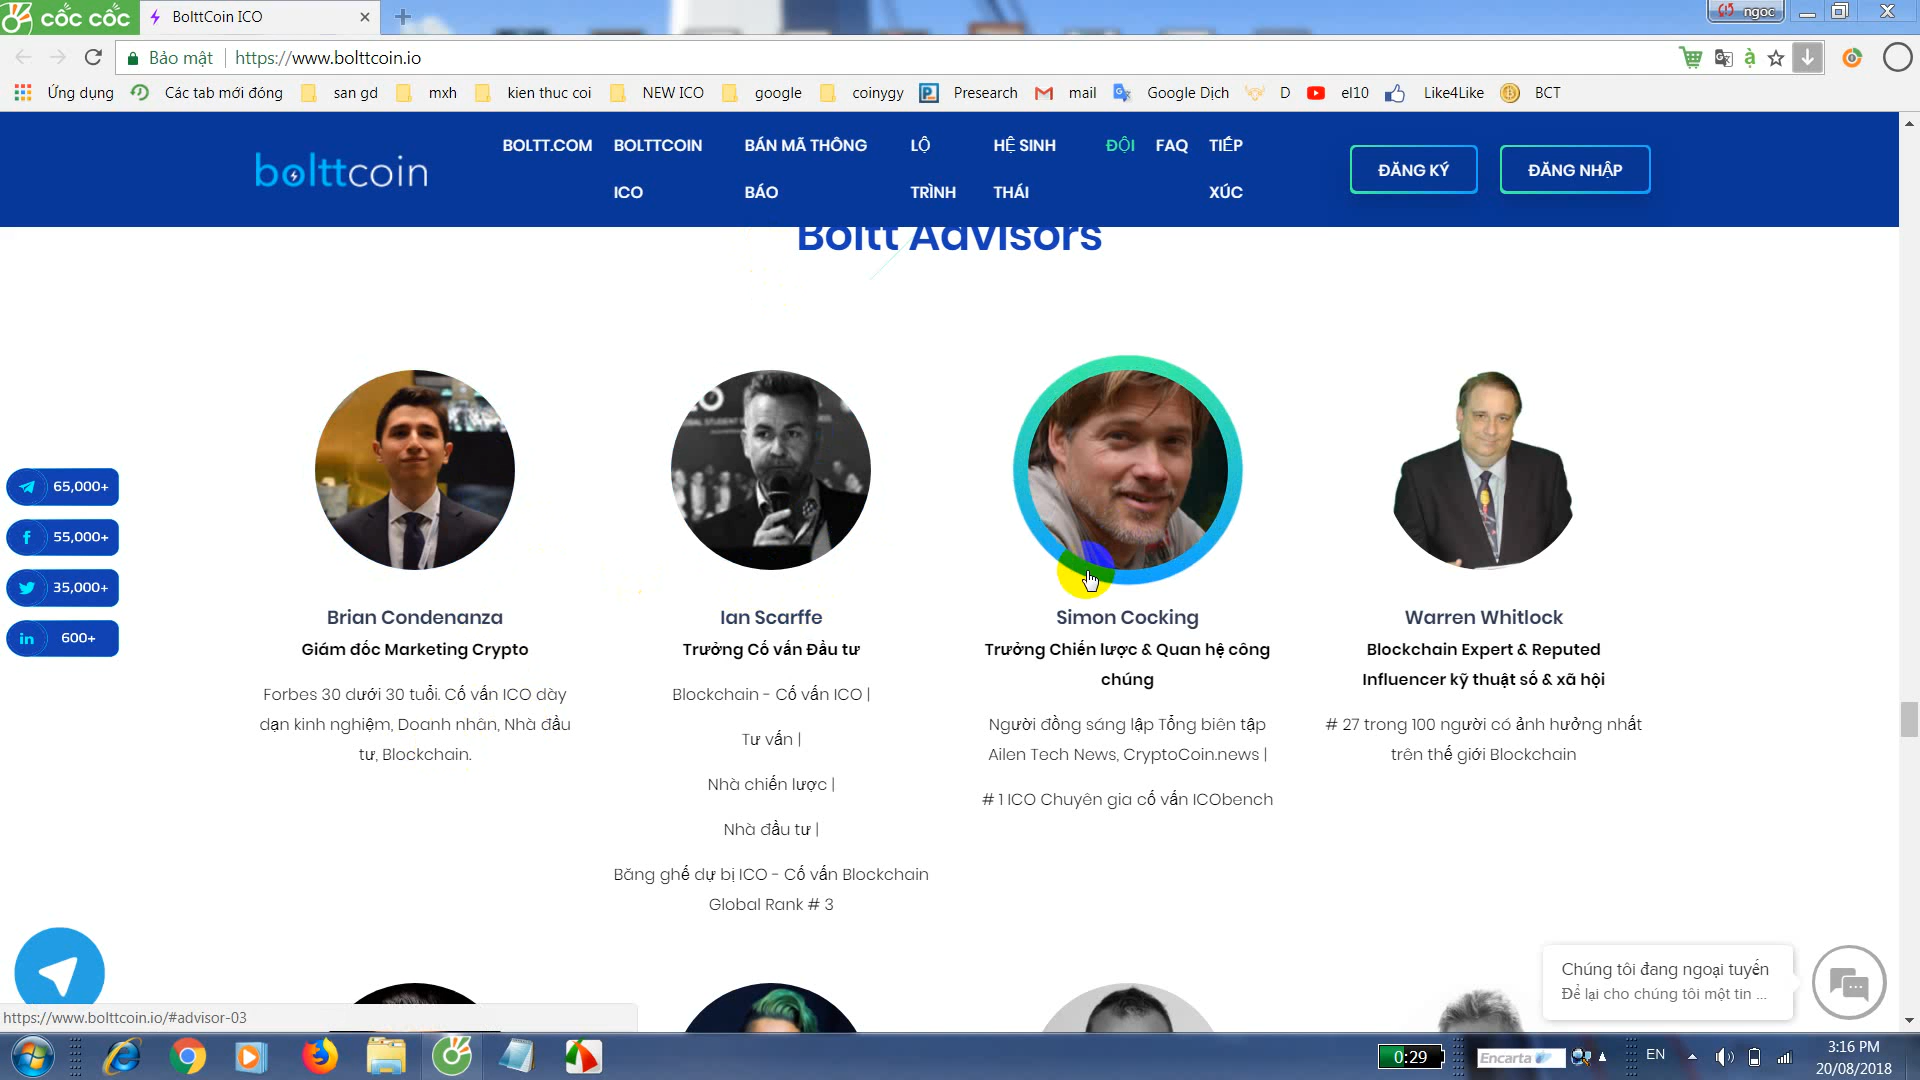 cốc cốc
BolttCoin ICO
ngoc
Bảo mật
https://www.bolttcoin.io
Ứng dụng
Các tab mới đóng
san gd
mxh
kien thuc coi
NEW ICO
google
coinygy
Presearch
mail
Google Dịch
D
el10
Like4Like
BCT
bolttcoin
BOLTT.COM
BOLTTCOIN
ICO
BÁN MÃ THÔNG
BÁO
LỘ
TRÌNH
HỆ SINH
THÁI
ĐỘI
FAQ
TIẾP
XÚC
ĐĂNG KÝ
ĐĂNG NHẬP
Boltt Advisors
65,000+
55,000+
35,000+
600+
Brian Condenanza
Giám đốc Marketing Crypto
Forbes 30 dưới 30 tuổi. Cố vấn ICO dày
dạn kinh nghiệm, Doanh nhân, Nhà đầu
tư, Blockchain.
Ian Scarffe
Trưởng Cố vấn Đầu tư
Blockchain - Cố vấn ICO |
Tư vấn |
Nhà chiến lược |
Nhà đầu tư |
Băng ghế dự bị ICO - Cố vấn Blockchain
Global Rank # 3
Simon Cocking
Trưởng Chiến lược & Quan hệ công
chúng
Người đồng sáng lập Tổng biên tập
Ailen Tech News, CryptoCoin.news |
# 1 ICO Chuyên gia cố vấn ICObench
Warren Whitlock
Blockchain Expert & Reputed
Influencer kỹ thuật số & xã hội
# 27 trong 100 người có ảnh hưởng nhất
trên thế giới Blockchain
Chúng tôi đang ngoại tuyến
Để lại cho chúng tôi một tin ...
https://www.bolttcoin.io/#advisor-03
0:29
Encarta
EN
3:16 PM
20/08/2018